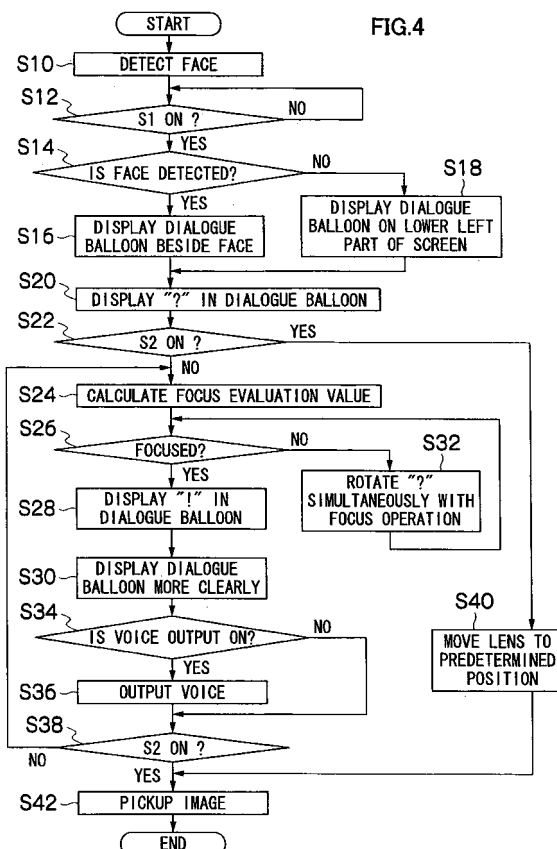 FIG.4
START
S10
DETECT FACE
S12
S1 ON ?
NO
YES
S14
IS FACE DETECTED?
NO
YES
S16
DISPLAY DIALOGUE
BALLOON BESIDE FACE
S18
DISPLAY DIALOGUE
BALLOON ON LOWER LEFT
PART OF SCREEN
S20
DISPLAY "?" IN DIALOGUE BALLOON
S22
S2 ON ?
YES
NO
S24
CALCULATE FOCUS EVALUATION VALUE
S26
FOCUSED?
NO
YES
S32
ROTATE "?"
SIMULTANEOUSLY WITH
FOCUS OPERATION
S28
DISPLAY "!" IN
DIALOGUE BALLOON
S30
DISPLAY DIALOGUE
BALLOON MORE CLEARLY
S34
IS VOICE OUTPUT ON?
NO
YES
S40
MOVE LENS TO
PREDETERMINED
POSITION
S36
OUTPUT VOICE
S38
S2 ON ?
NO
YES
S42
PICKUP IMAGE
END